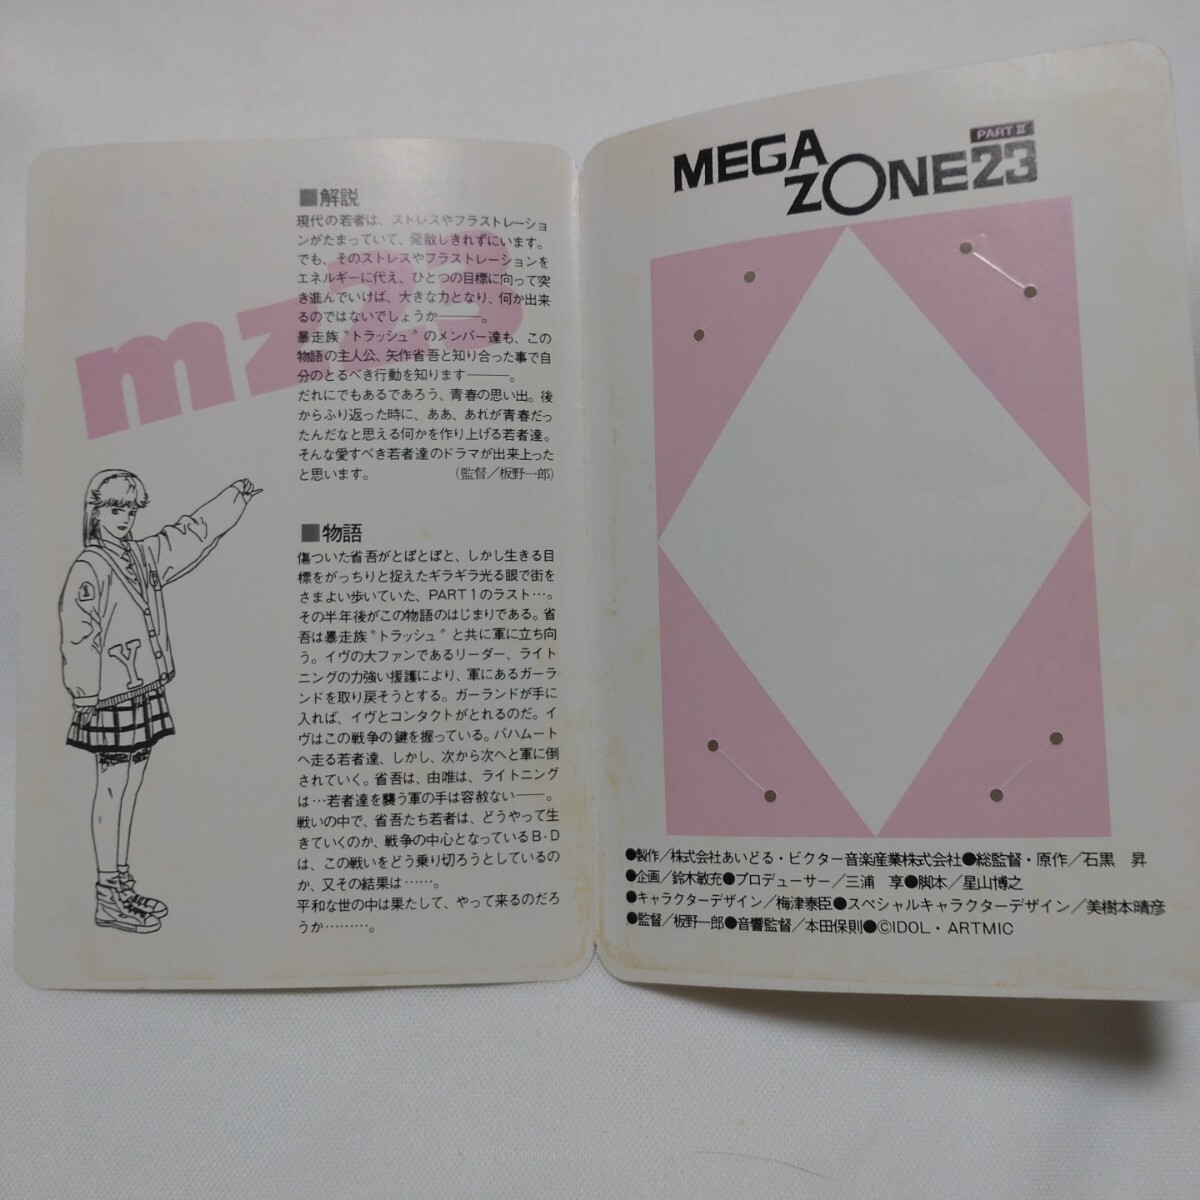 mz23
■解説
現代の若者は、ストレスやフラストレーショ
ンがたまっていて、発散しきれずにいます。
でも、そのストレスやフラストレーションを
エネルギーに代え、ひとつの目標に向って突
き進んでいけば、大きな力となり、何か出来
るのではないでしょうか———。
暴走族〝トラッシュ〟のメンバー達も、この
物語の主人公、矢作省吾と知り合った事で自
分のとるべき行動を知ります———。
だれにでもあるであろう、青春の思い出。後
からふり返った時に、ああ、あれが青春だっ
たんだなと思える何かを作り上げる若者達。
そんな愛すべき若者達のドラマが出来上った
と思います。　　　　　(監督／板野一郎)
■物語
傷ついた省吾がとぼとぼと、しかし生きる目
標をがっちりと捉えたギラギラ光る眼で街を
さまよい歩いていた、PART1のラスト…。
その半年後がこの物語のはじまりである。省
吾は暴走族〝トラッシュ〟と共に軍に立ち向
う。イヴの大ファンであるリーダー、ライト
ニングの力強い援護により、軍にあるガーラ
ンドを取り戻そうとする。ガーランドが手に
入れば、イヴとコンタクトがとれるのだ。イ
ヴはこの戦争の鍵を握っている。バハムート
へ走る若者達、しかし、次から次へと軍に倒
されていく。省吾は、由唯は、ライトニング
は…若者達を襲う軍の手は容赦ない——。
戦いの中で、省吾たち若者は、どうやって生
きていくのか、戦争の中心となっているB・D
は、この戦いをどう乗り切ろうとしているの
か、又その結果は……。
平和な世の中は果たして、やって来るのだろ
うか………。
Y
MEGA
ZONE23
PART II
●製作／株式会社あいどる・ビクター音楽産業株式会社●総監督・原作／石黒　昇
●企画／鈴木敏充●プロデューサー／三浦　亨●脚本／星山博之
●キャラクターデザイン／梅津泰臣●スペシャルキャラクターデザイン／美樹本晴彦
●監督／板野一郎●音響監督／本田保則●ⒸIDOL・ARTMIC